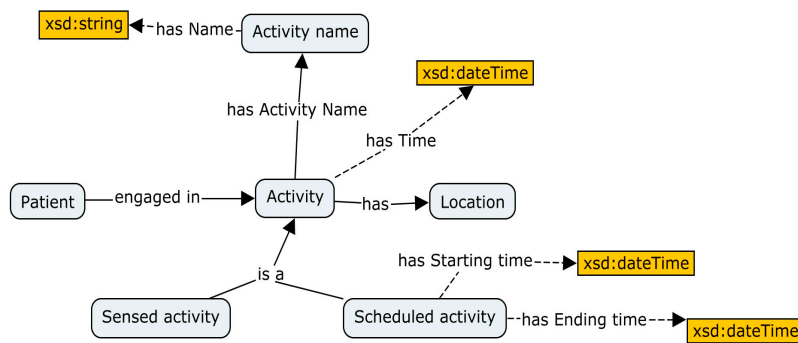 xsd:string
has Name
Activity name
xsd:dateTime
has Activity Name
has Time
Patient
engaged in
Activity
has
Location
is a
has Starting time
xsd:dateTime
Sensed activity
Scheduled activity
has Ending time
xsd:dateTime